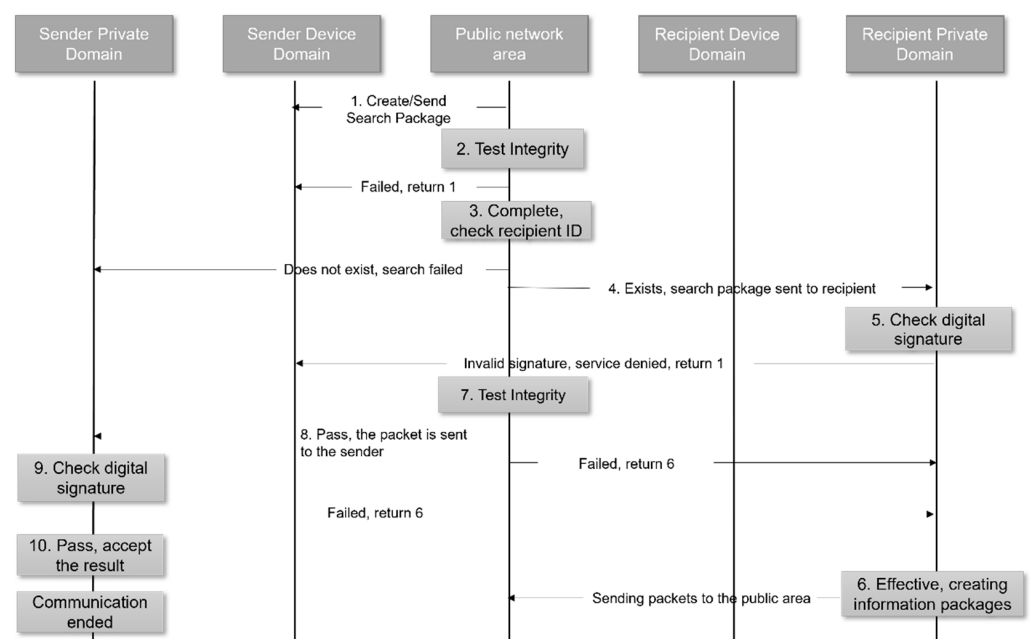 Sender Private
Domain
Sender Device
Domain
Public network
area
Recipient Device
Domain
Recipient Private
Domain
1. Create/Send
Search Package
2. Test Integrity
Failed, return 1
3. Complete,
check recipient ID
Does not exist, search failed
4. Exists, search package sent to recipient
5. Check digital
signature
Invalid signature, service denied, return 1
7. Test Integrity
8. Pass, the packet is sent
to the sender
Failed, return 6
9. Check digital
signature
Failed, return 6
10. Pass, accept
the result
6. Effective, creating
information packages
Sending packets to the public area
Communication
ended